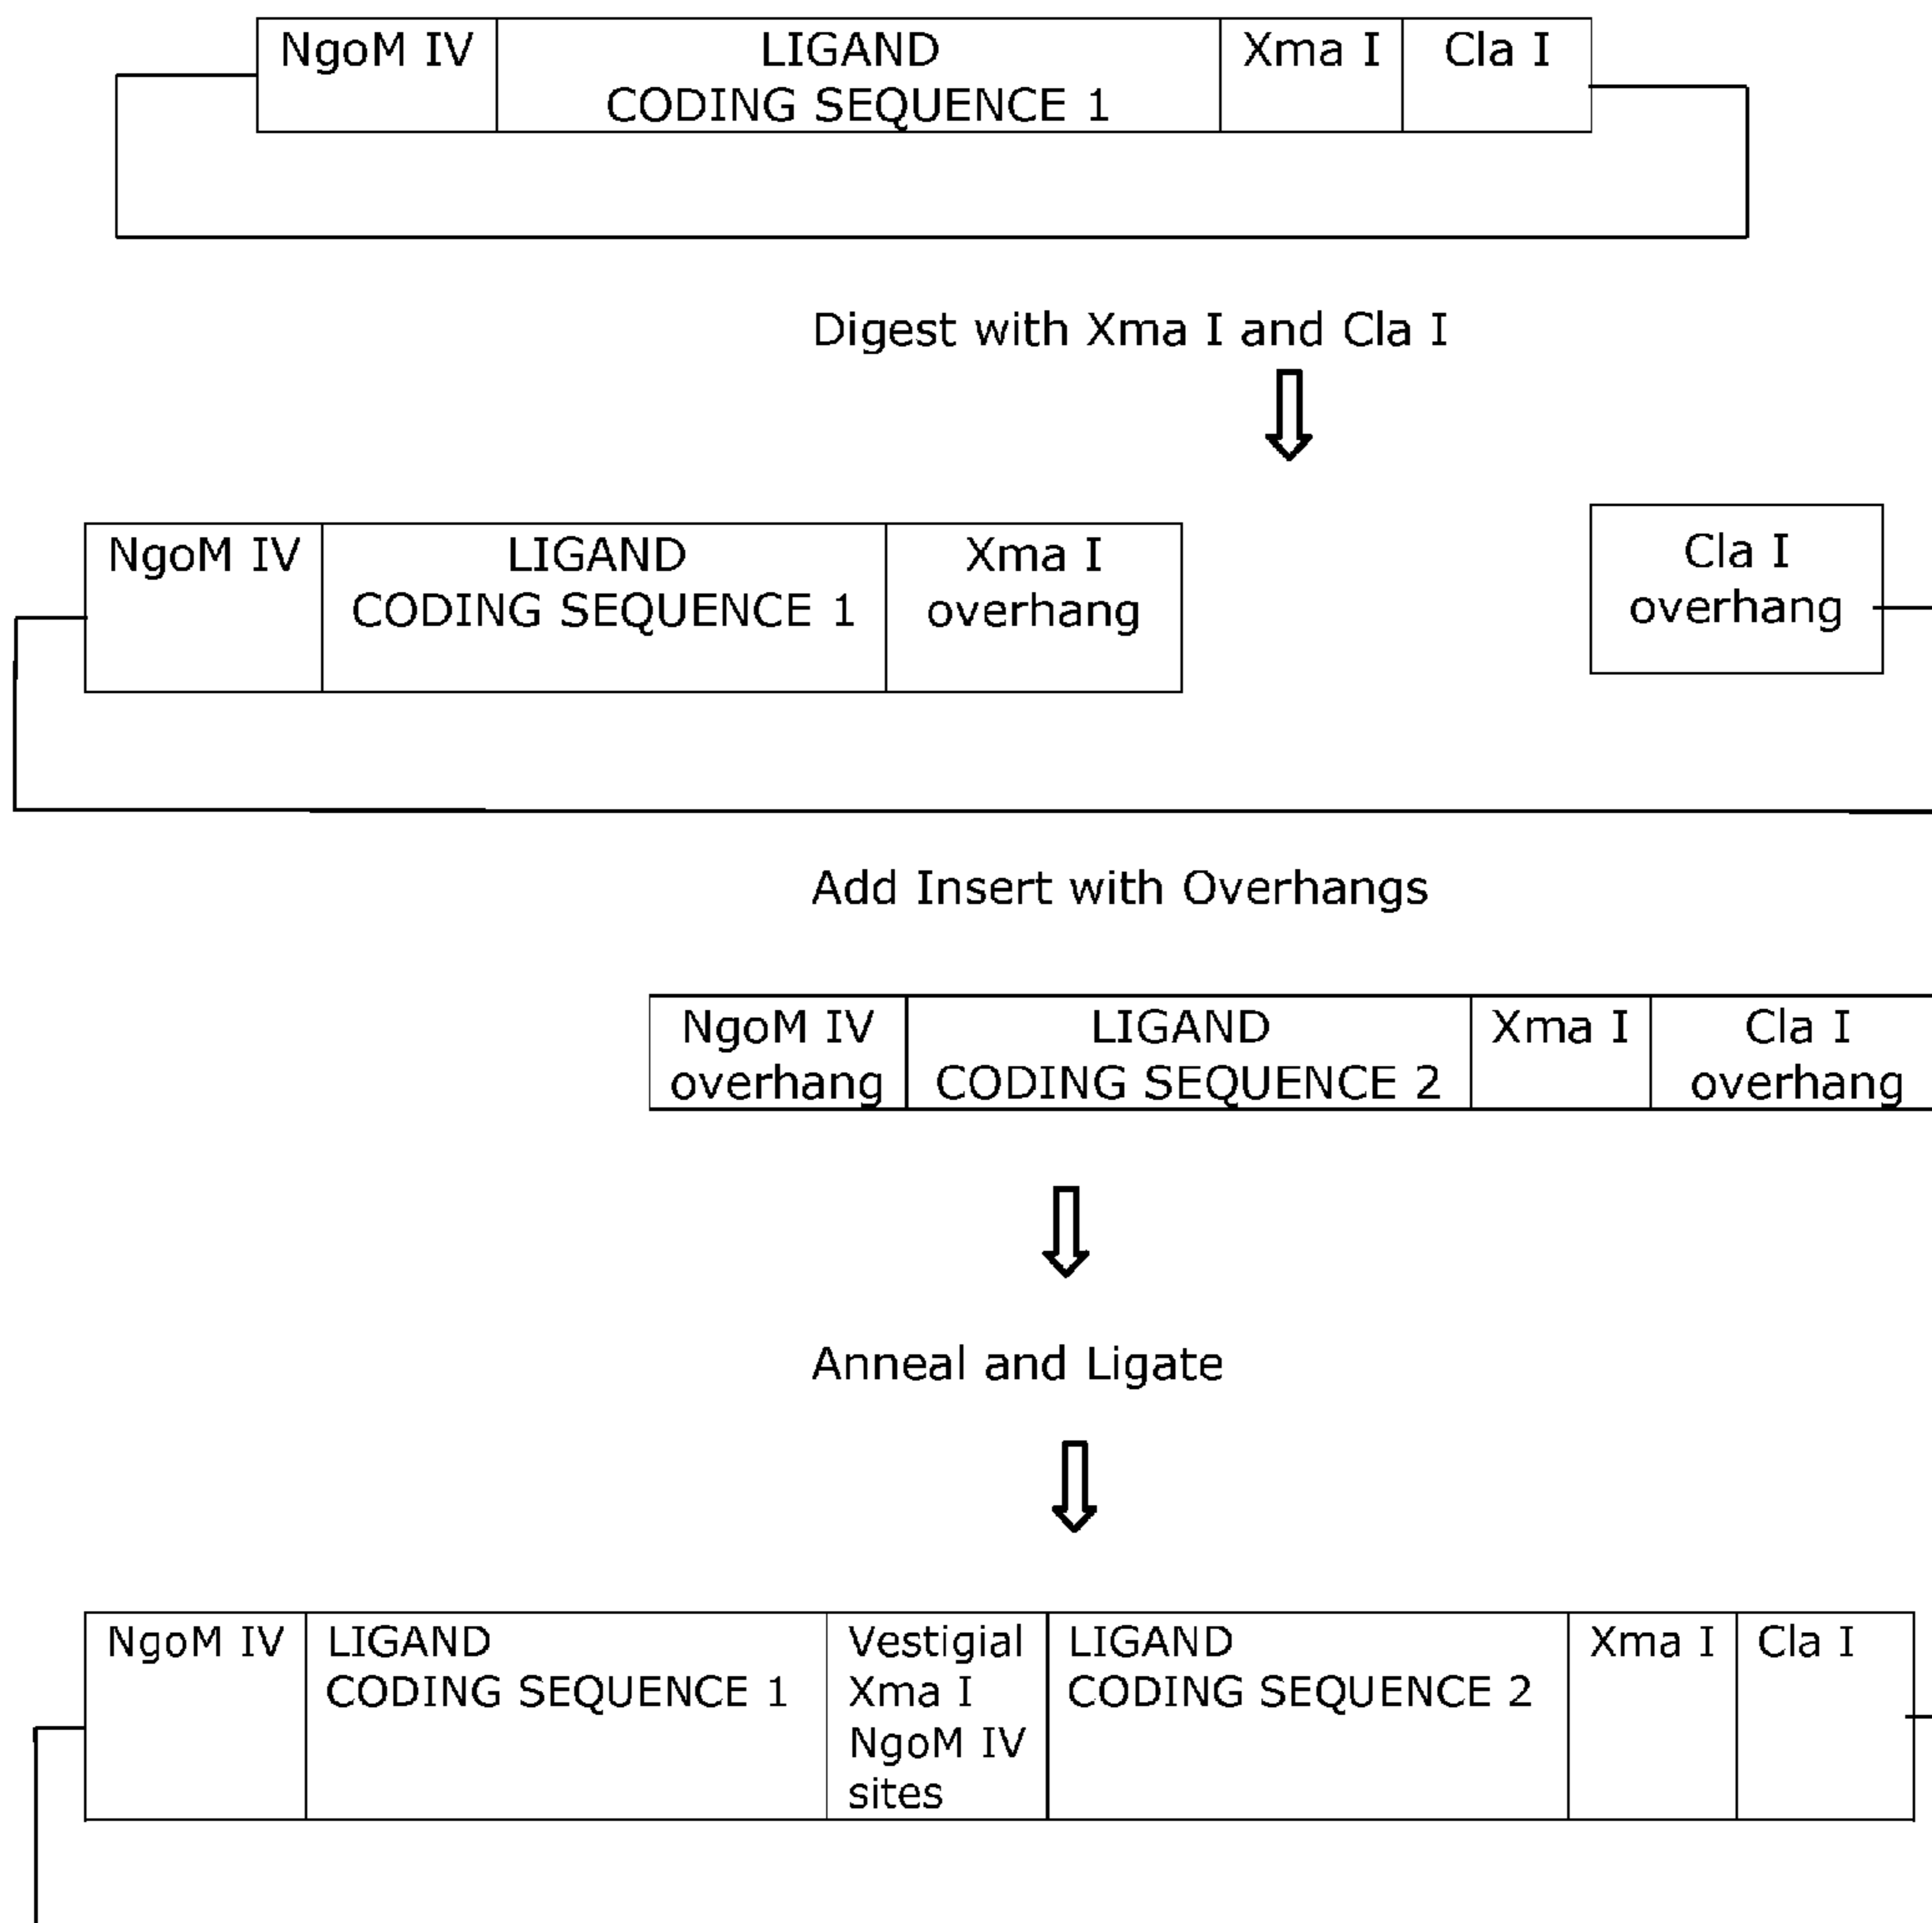 NgoM IV
LIGAND
CODING SEQUENCE 1
Xma I
Cla I
Digest with Xma I and Cla I
NgoM IV
LIGAND
CODING SEQUENCE 1
Xma I
overhang
Cla I
overhang
Add Insert with Overhangs
NgoM IV
overhang
LIGAND
CODING SEQUENCE 2
Xma I
Cla I
overhang
Anneal and Ligate
NgoM IV
LIGAND
CODING SEQUENCE 1
Vestigial
Xma I
NgoM IV
sites
LIGAND
CODING SEQUENCE 2
Xma I
Cla I